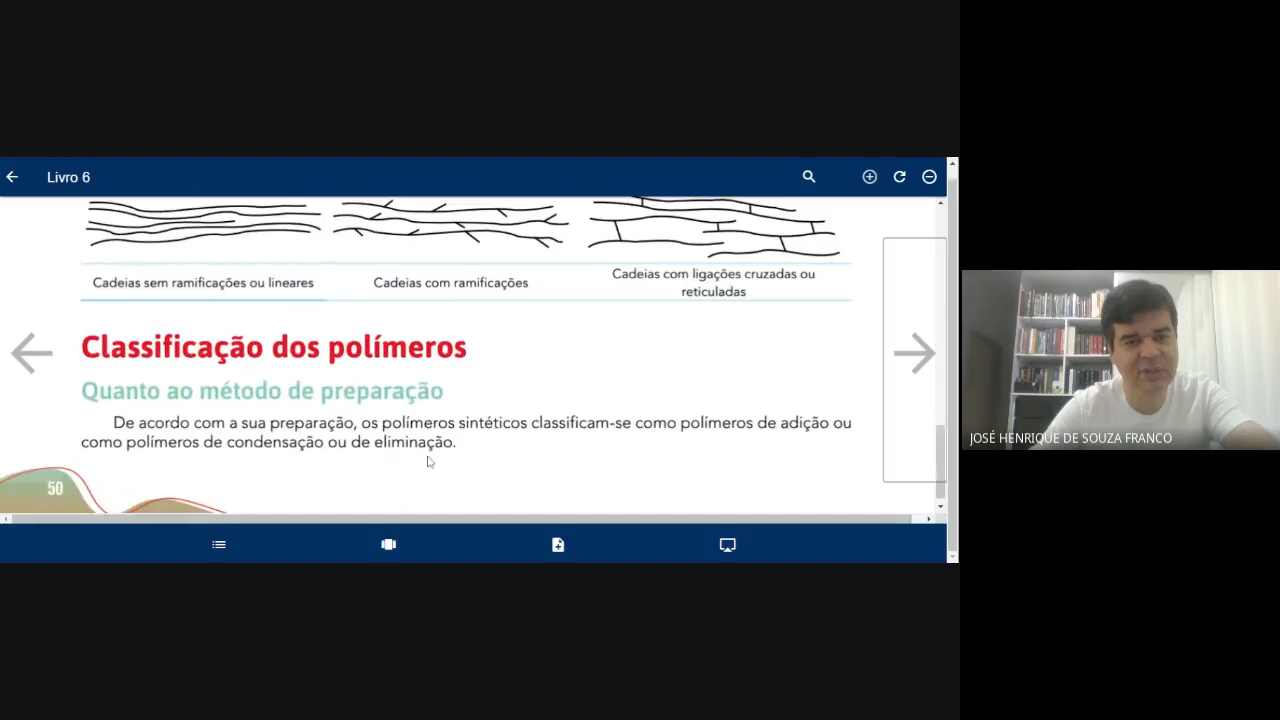 Livro 6
Cadeias sem ramificações ou lineares
Cadeias com ramificações
Cadeias com ligações cruzadas ou
reticuladas
Classificação dos polímeros
Quanto ao método de preparação
De acordo com a sua preparação, os polímeros sintéticos classificam-se como polímeros de adição ou
como polímeros de condensação ou de eliminação.
50
JOSÉ HENRIQUE DE SOUZA FRANCO